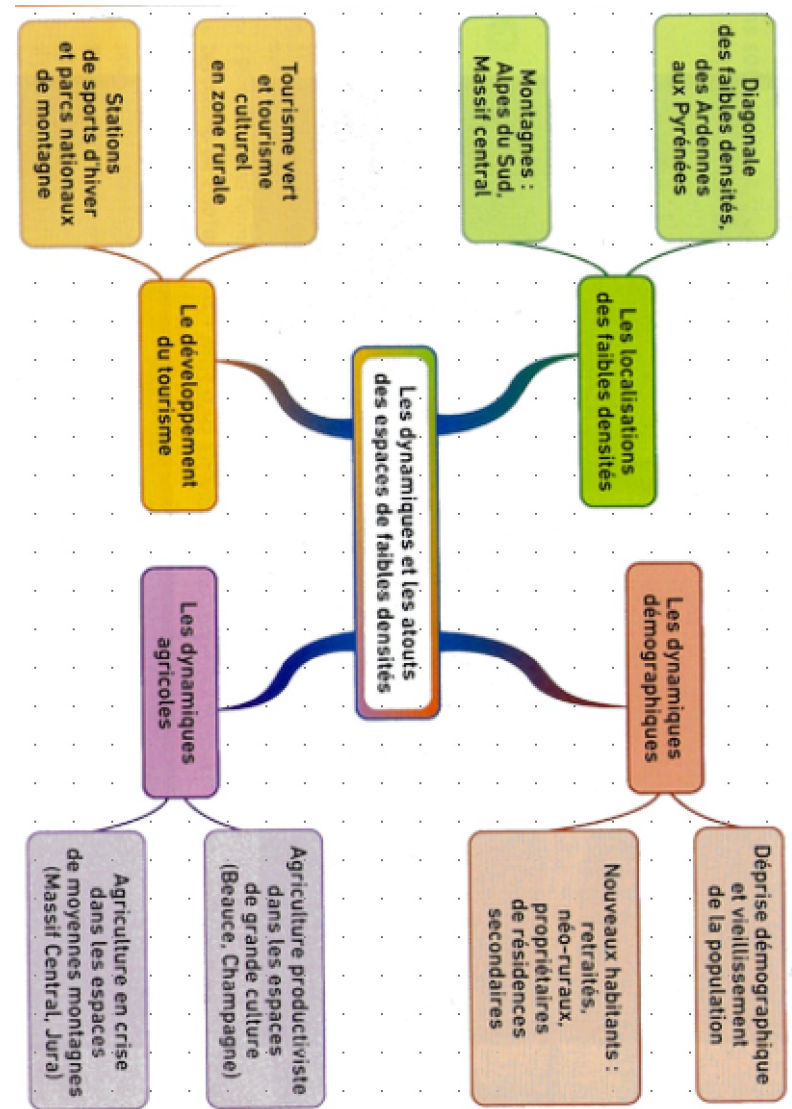 Diagonale
des faibles densités,
des Ardennes
aux Pyrénées
Montagnes :
Alpes du Sud,
Massif central
Les localisations
des faibles densités
Les dynamiques
démographiques
Déprise démographique
et vieillissement
de la population
Nouveaux habitants :
retraités,
néo-ruraux,
propriétaires
de résidences
secondaires
Les dynamiques et les atouts
des espaces de faibles densités
Tourisme vert
et tourisme
culturel
en zone rurale
Stations
de sports d'hiver
et parcs nationaux
de montagne
Le développement
du tourisme
Les dynamiques
agricoles
Agriculture productiviste
dans les espaces
de grande culture
(Beauce, Champagne)
Agriculture en crise
dans les espaces
de moyennes montagnes
(Massif Central, Jura)